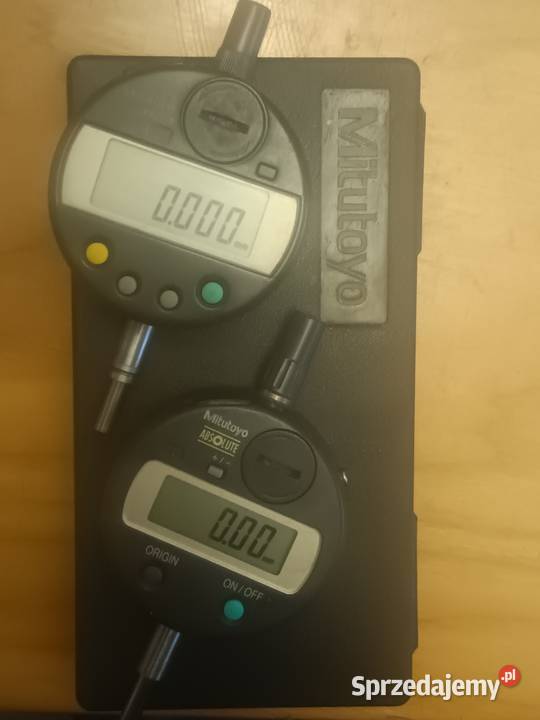 Mitutoyo
0.000
mm
Mitutoyo
ABSOLUTE
+/-
0.00
mm
ORIGIN
ON/OFF
Sprzedajemy.pl